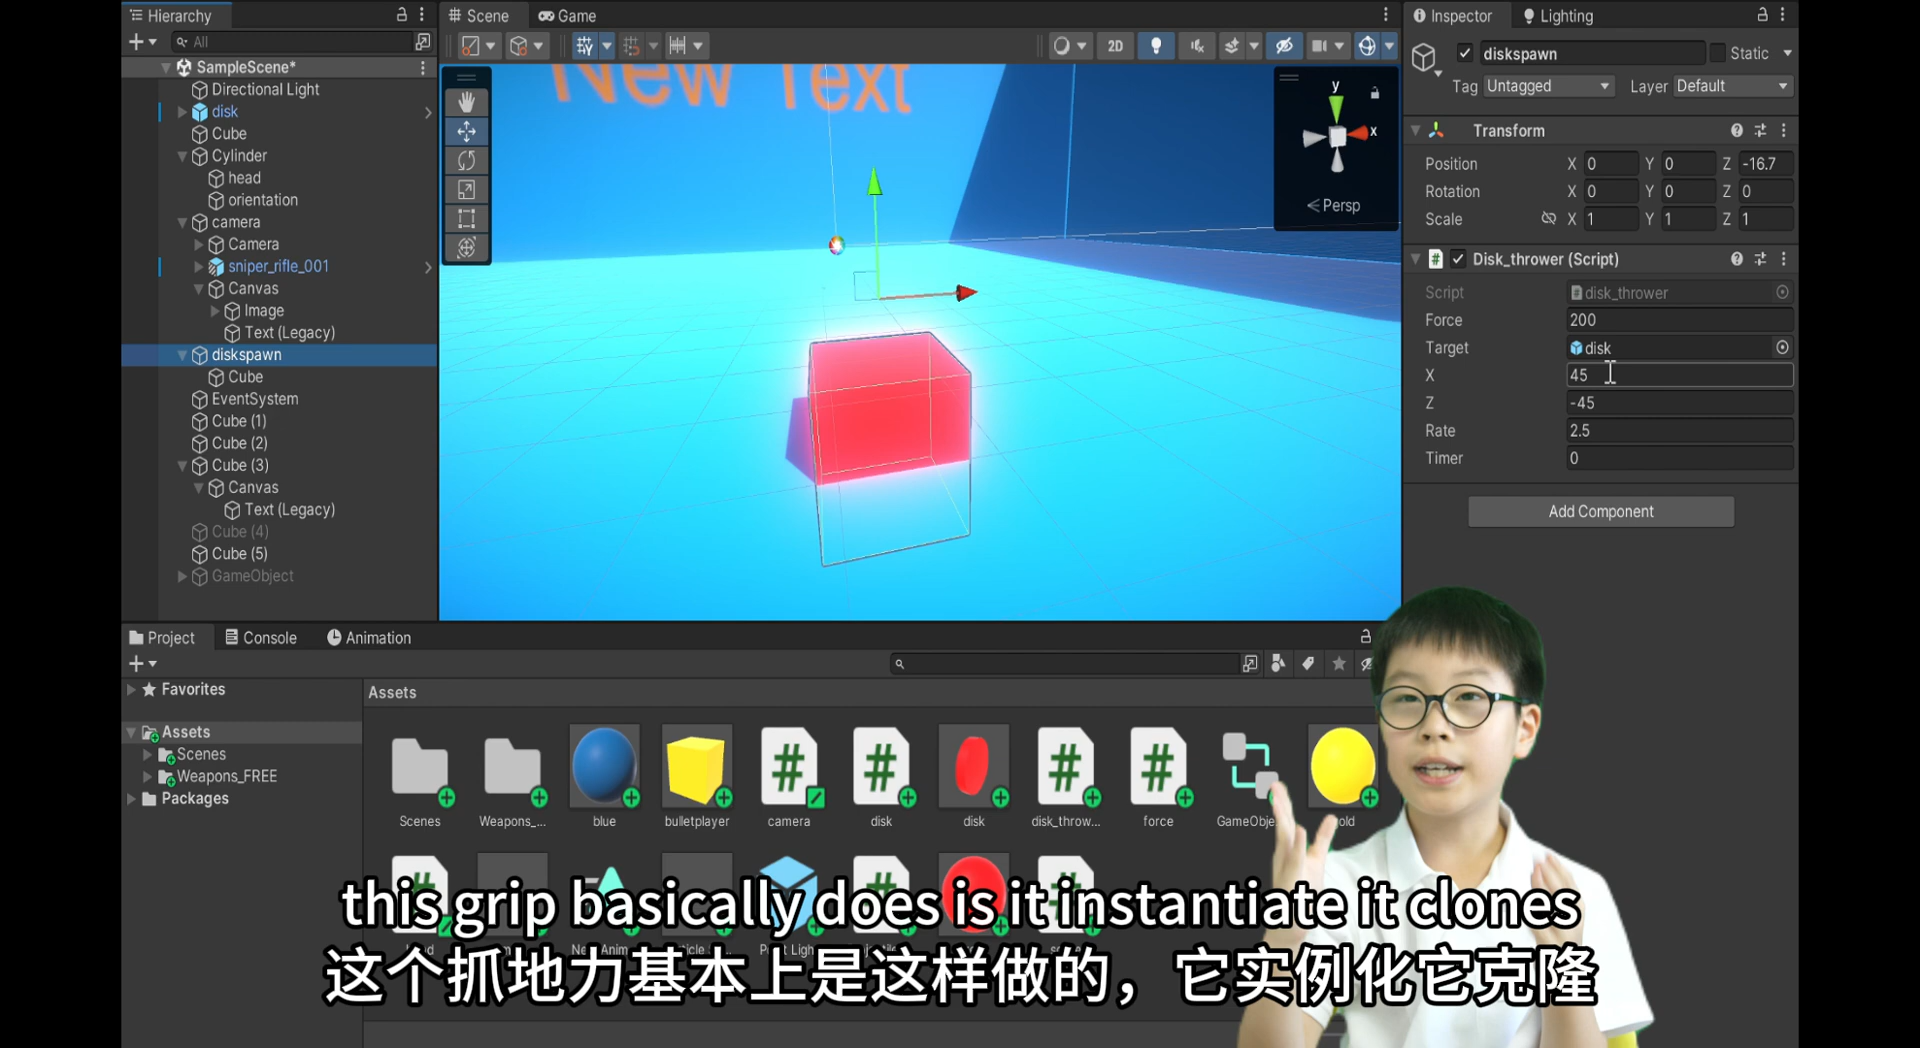 Hierarchy
All
SampleScene*
Directional Light
disk
Cube
Cylinder
head
orientation
camera
Camera
sniper_rifle_001
Canvas
Image
Text (Legacy)
diskspawn
Cube
EventSystem
Cube (1)
Cube (2)
Cube (3)
Canvas
Text (Legacy)
Cube (4)
Cube (5)
GameObject
Scene
Game
2D
New Text
y
x
Persp
Inspector
Lighting
diskspawn
Static
Tag
Untagged
Layer
Default
Transform
Position X 0 Y 0 Z -16.7
Rotation X 0 Y 0 Z 0
Scale X 1 Y 1 Z 1
# Disk_thrower (Script)
Script disk_thrower
Force 200
Target disk
X 45
Z -45
Rate 2.5
Timer 0
Add Component
Project
Console
Animation
Favorites
Assets
Scenes
Weapons_FREE
Packages
Assets
Scenes
Weapons_...
blue
bulletplayer
camera
disk
disk
disk_throw...
force
this grip basically does is it instantiate it clones
这个抓地力基本上是这样做的，它实例化它克隆